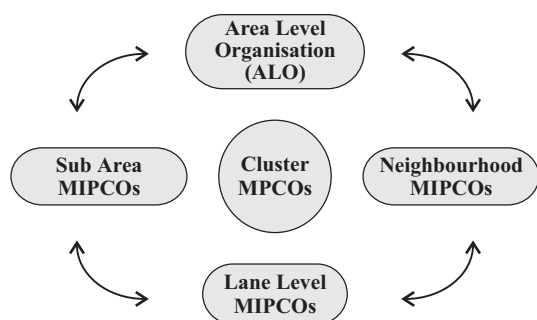 Area Level
Organisation
(ALO)
Sub Area
MIPCOs
Cluster
MPCOs
Neighbourhood
MIPCOs
Lane Level
MIPCOs